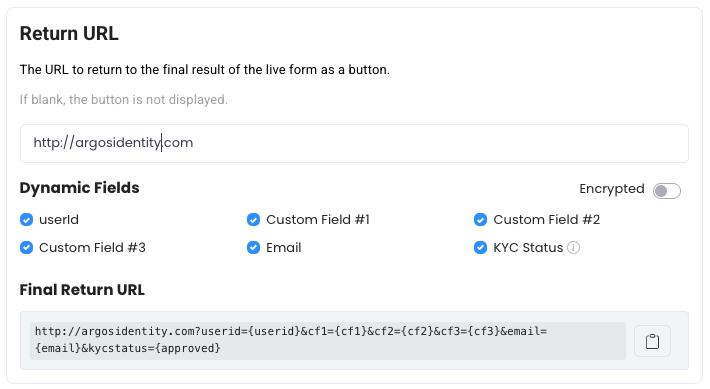 Return URL
The URL to return to the final result of the live form as a button.
If blank, the button is not displayed.
http://argosidentity.com
Dynamic Fields
Encrypted
userId
Custom Field #1
Custom Field #2
Custom Field #3
Email
KYC Status
Final Return URL
http://argosidentity.com?userid={userid}&cf1={cf1}&cf2={cf2}&cf3={cf3}&email=
{email}&kycstatus={approved}